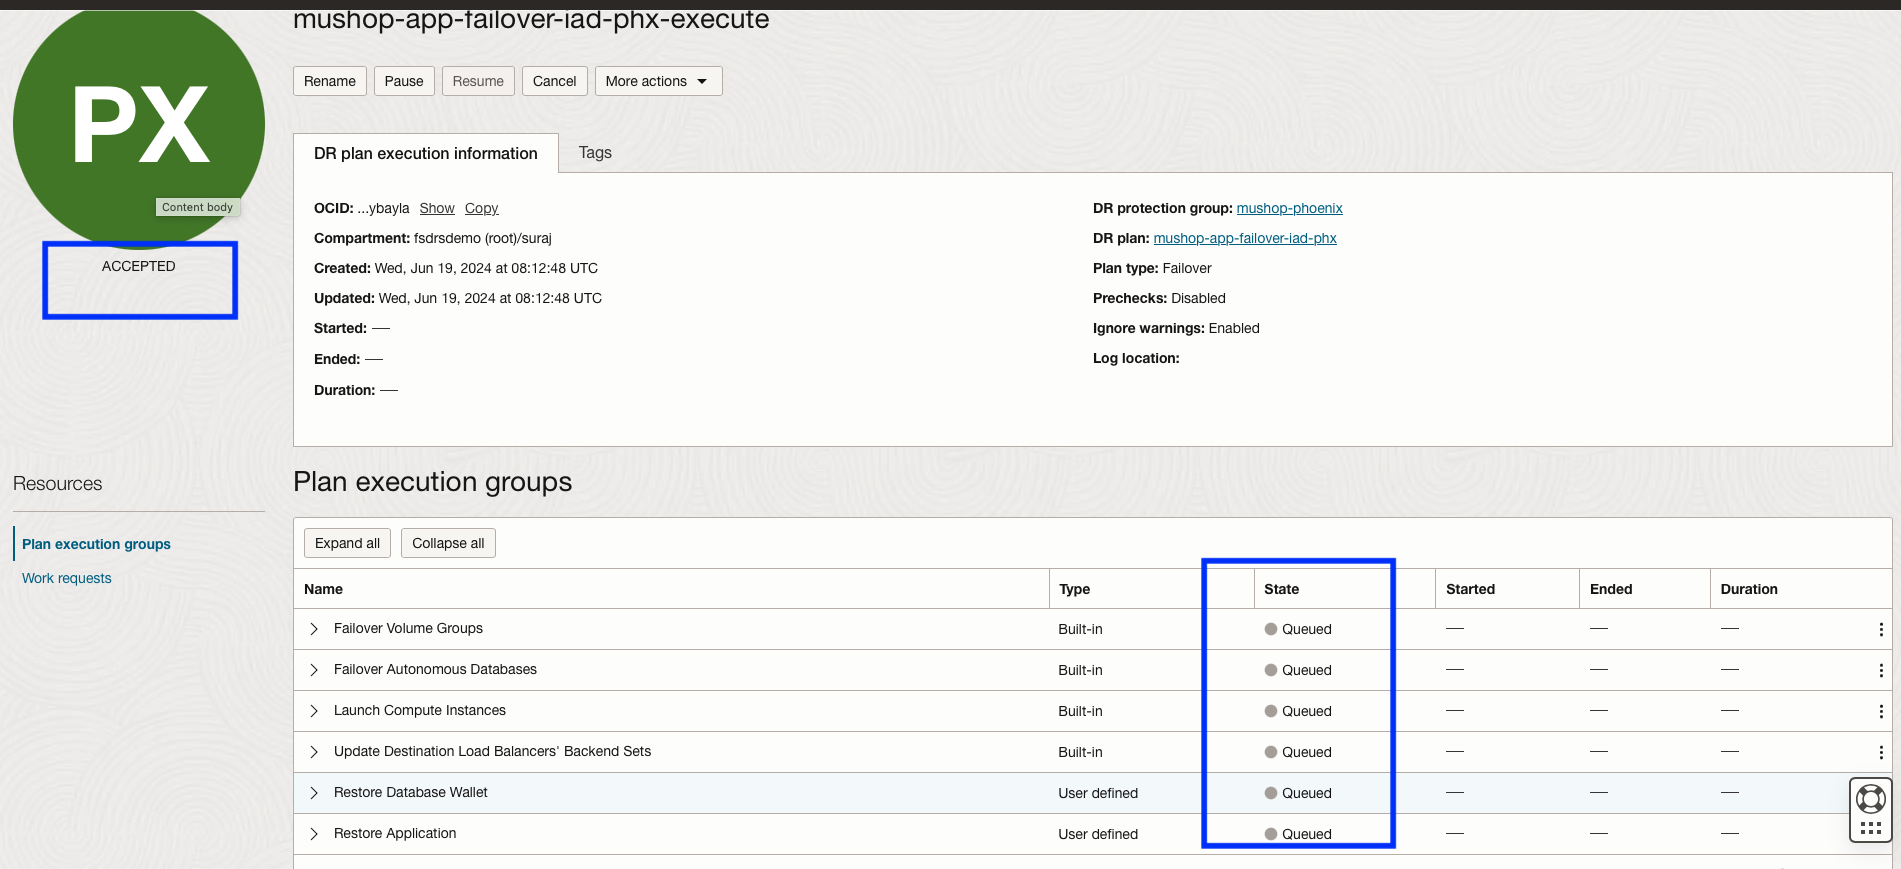 mushop-app-failover-iad-phx-execute
PX
Content body
ACCEPTED
Rename Pause Resume Cancel More actions
DR plan execution information Tags
OCID: ...ybayla Show Copy
Compartment: fsdrsdemo (root)/suraj
Created: Wed, Jun 19, 2024 at 08:12:48 UTC
Updated: Wed, Jun 19, 2024 at 08:12:48 UTC
Started: —
Ended: —
Duration: —
DR protection group: mushop-phoenix
DR plan: mushop-app-failover-iad-phx
Plan type: Failover
Prechecks: Disabled
Ignore warnings: Enabled
Log location:
Resources
Plan execution groups
Work requests
Plan execution groups
Expand all Collapse all
Name Type State Started Ended Duration
Failover Volume Groups Built-in Queued — — —
Failover Autonomous Databases Built-in Queued — — —
Launch Compute Instances Built-in Queued — — —
Update Destination Load Balancers' Backend Sets Built-in Queued — — —
Restore Database Wallet User defined Queued — — —
Restore Application User defined Queued — — —